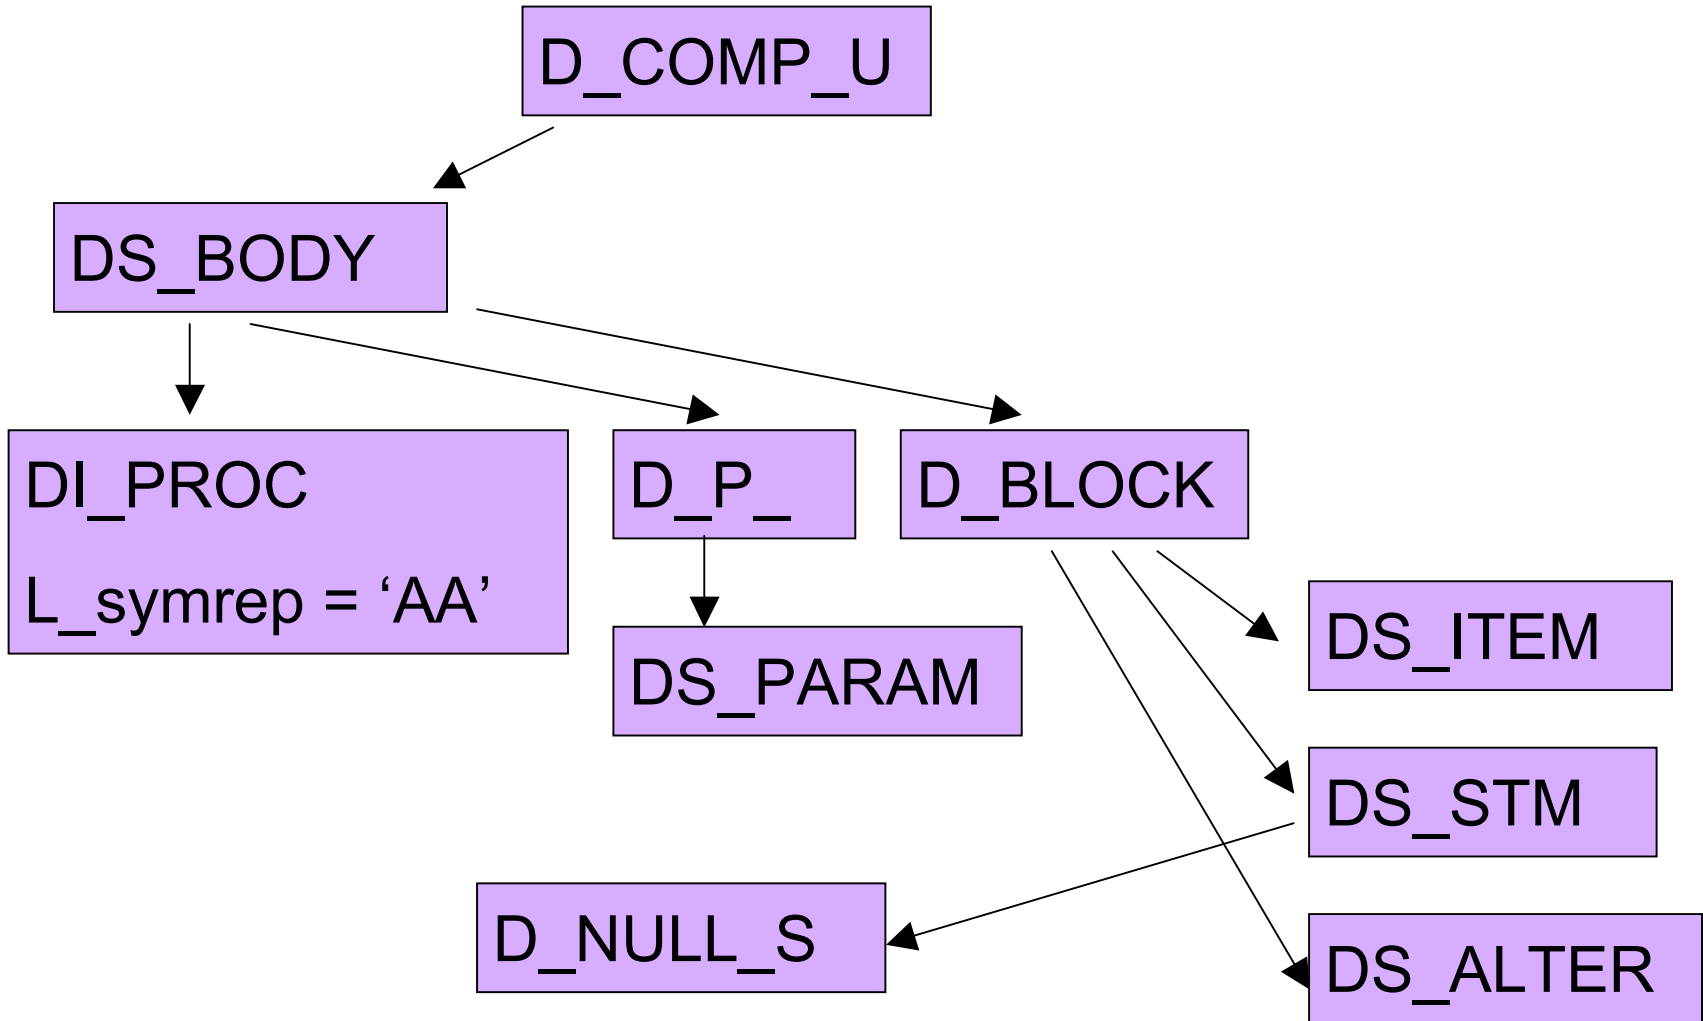 D_COMP_U
DS_BODY
DI_PROC
L_symrep = ‘AA’
D_P_
D_BLOCK
DS_PARAM
DS_ITEM
DS_STM
D_NULL_S
DS_ALTER